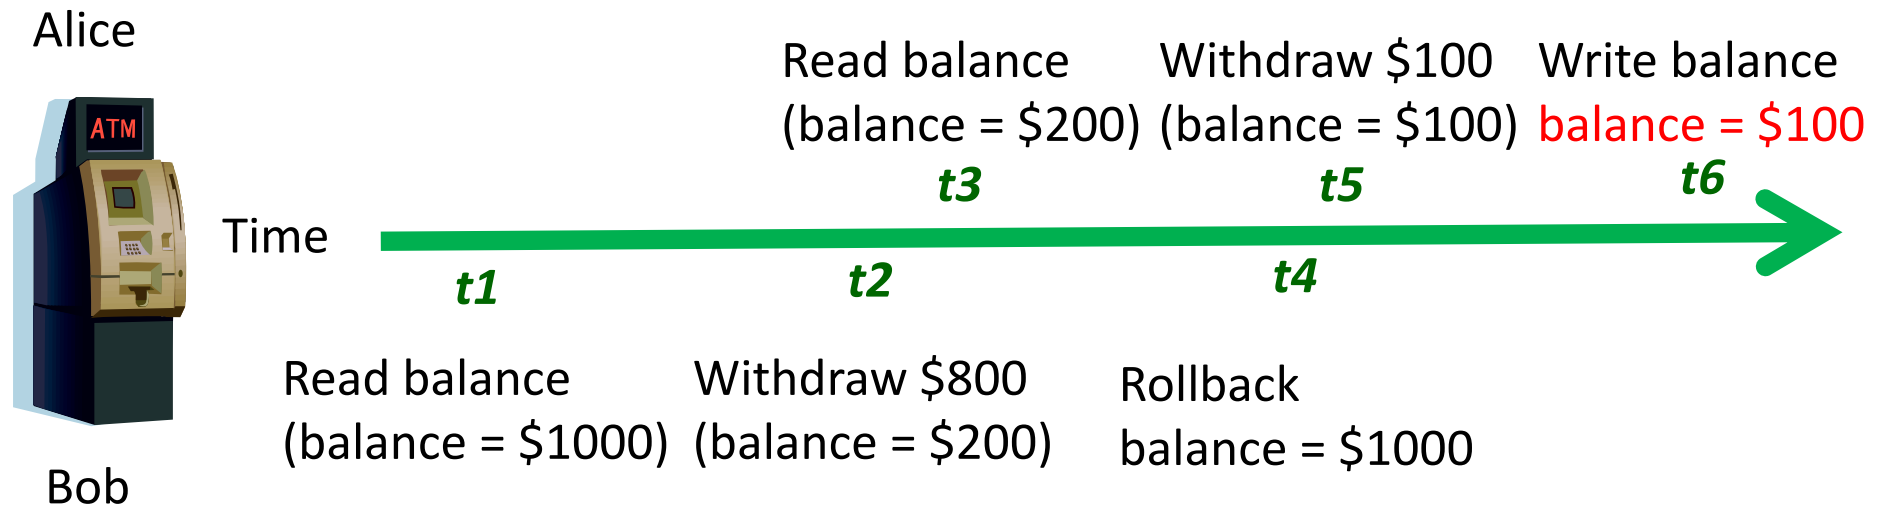 Alice
ATM
Read balance
(balance = $200)
Withdraw $100
(balance = $100)
Write balance
balance = $100
t3
t5
t6
Time
t1
t2
t4
Read balance
(balance = $1000)
Withdraw $800
(balance = $200)
Rollback
balance = $1000
Bob